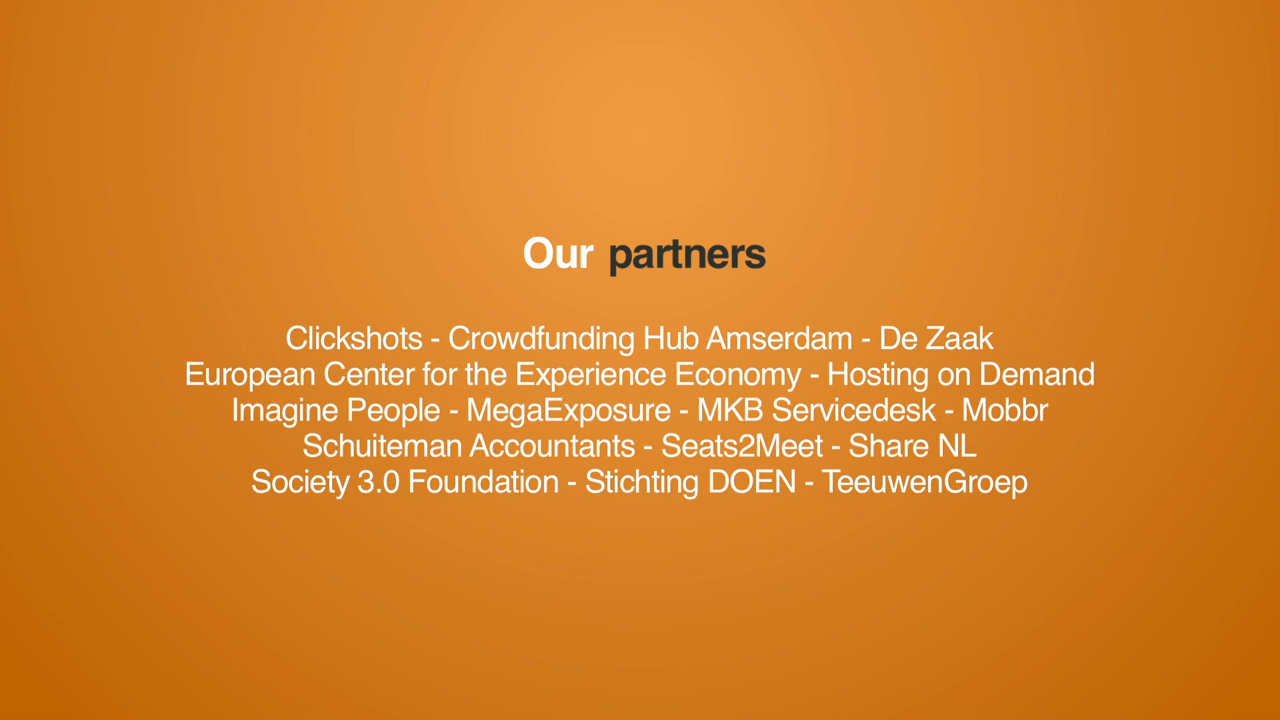 Our partners
Clickshots - Crowdfunding Hub Amserdam - De Zaak
European Center for the Experience Economy - Hosting on Demand
Imagine People - MegaExposure - MKB Servicedesk - Mobbr
Schuiteman Accountants - Seats2Meet - Share NL
Society 3.0 Foundation - Stichting DOEN - TeeuwenGroep